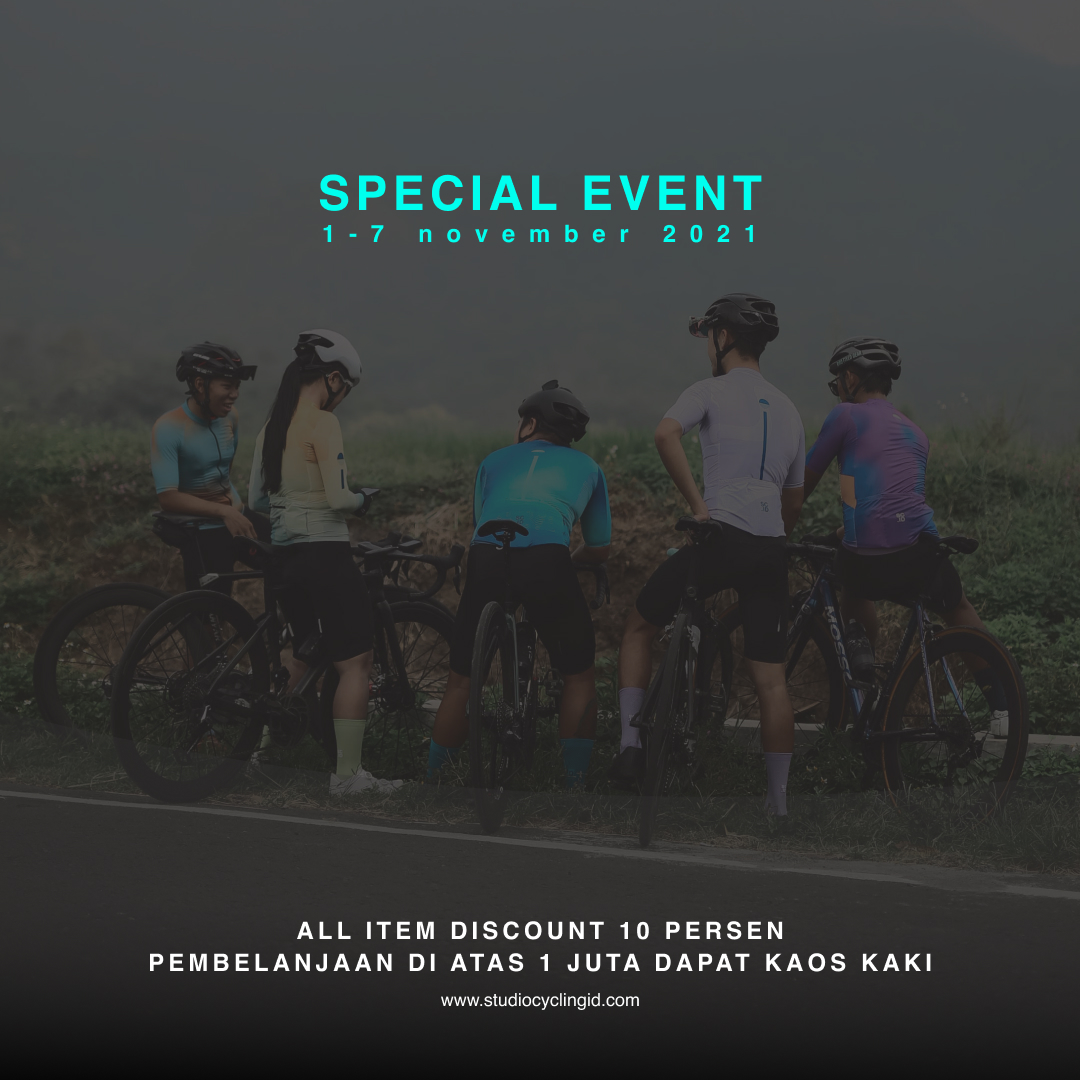 SPECIAL EVENT
1-7 november 2021
ALL ITEM DISCOUNT 10 PERSEN
PEMBELANJAAN DI ATAS 1 JUTA DAPAT KAOS KAKI
www.studiocyclingid.com